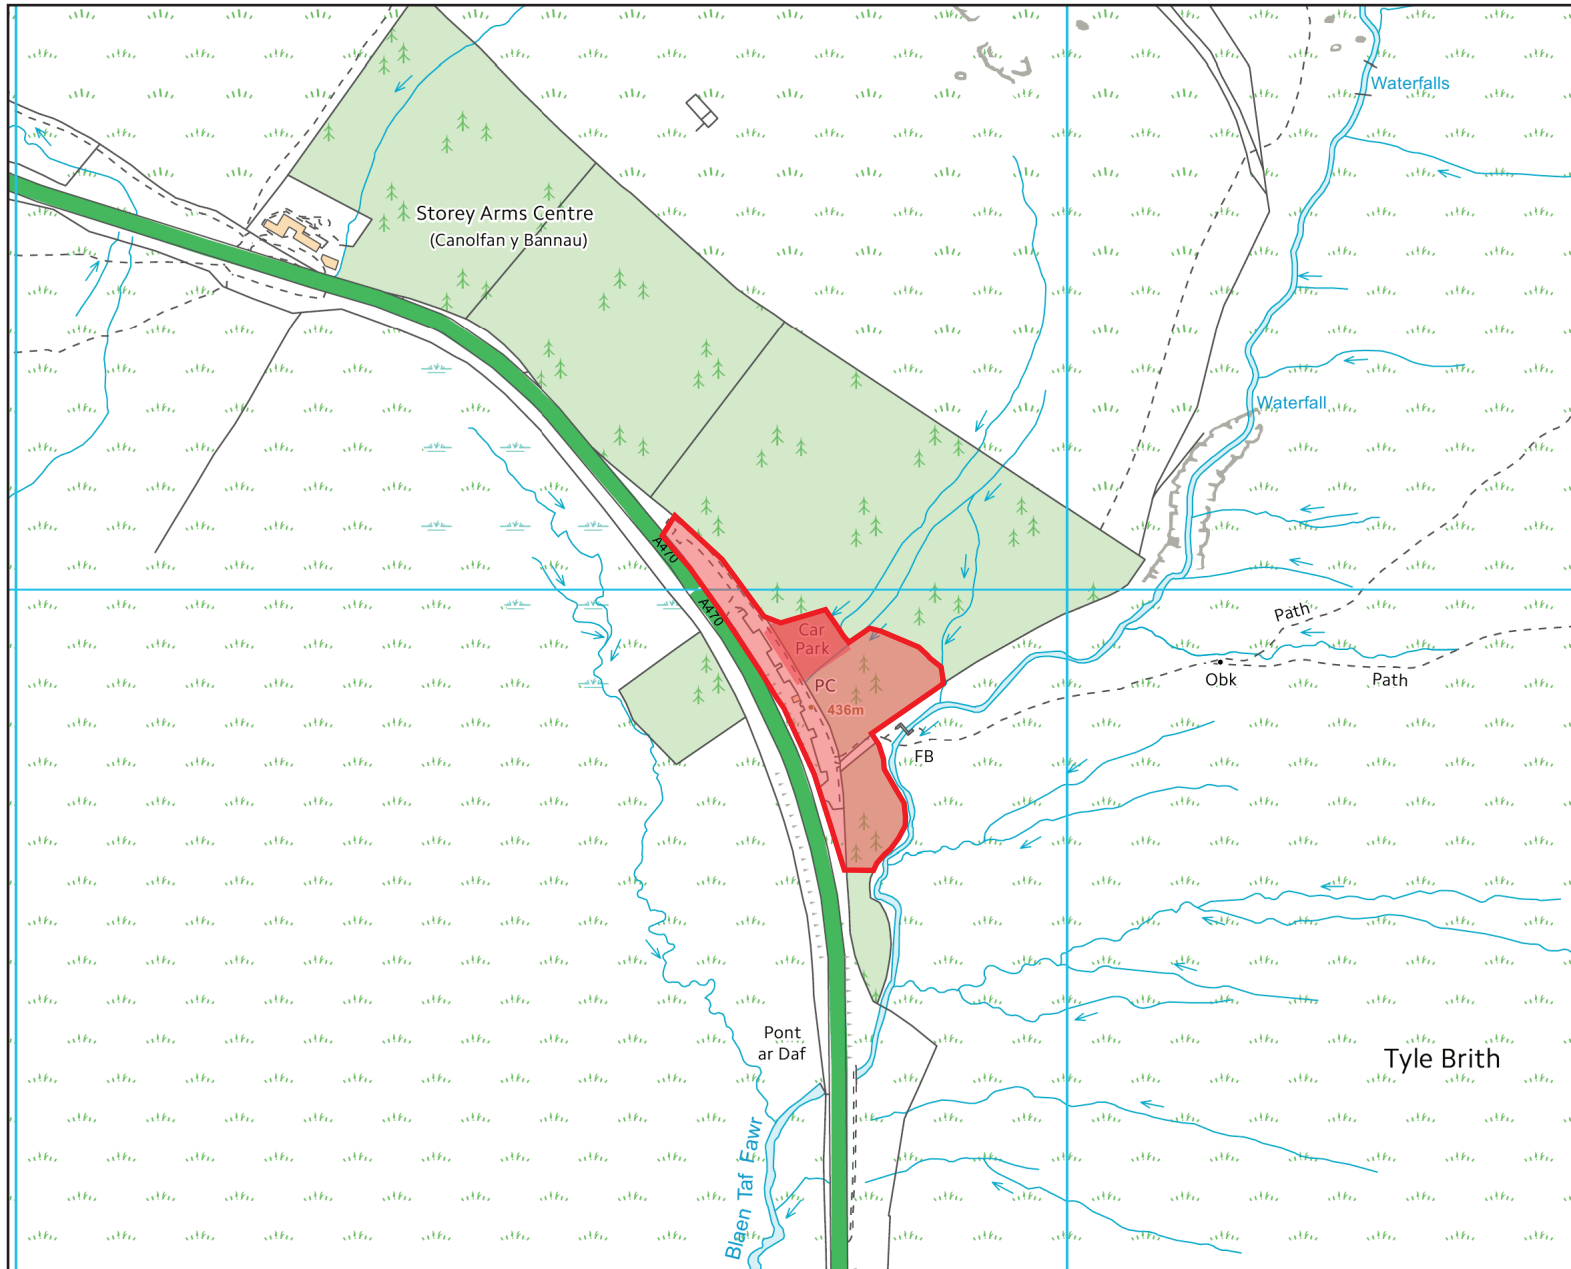 Waterfalls
Storey Arms Centre
(Canolfan y Bannau)
Waterfall
A470
A470
Path
Car
Park
Obk
Path
PC
436m
FB
Pont
ar Daf
Tyle Brith
Blaen Taf Fawr